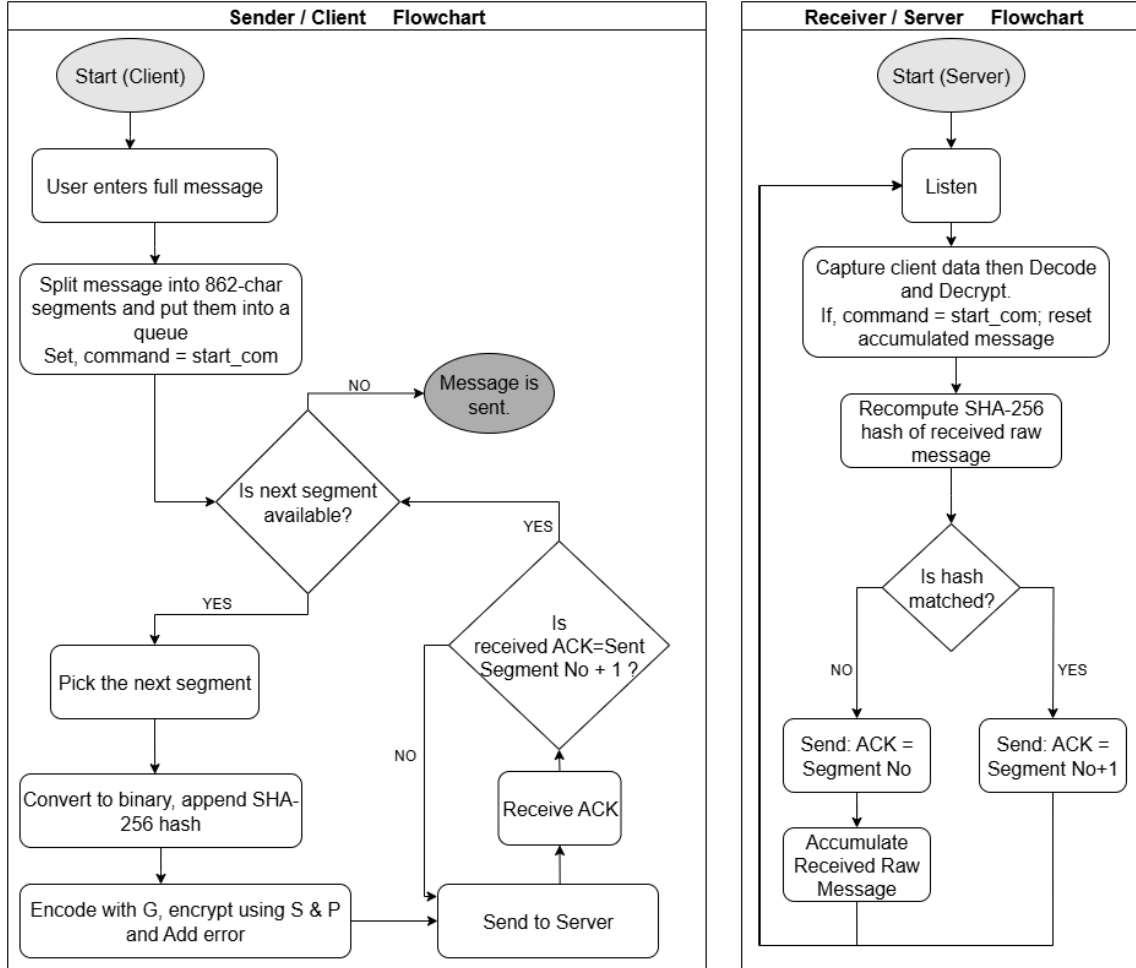 Sender / Client Flowchart
Start (Client)
User enters full message
Split message into 862-char
segments and put them into a
queue
Set, command = start_com
NO
Message is
sent.
Is next segment
available?
YES
YES
Pick the next segment
Is
received ACK=Sent
Segment No + 1 ?
NO
Convert to binary, append SHA-
256 hash
Receive ACK
Encode with G, encrypt using S & P
and Add error
Send to Server
Receiver / Server Flowchart
Start (Server)
Listen
Capture client data then Decode
and Decrypt.
If, command = start_com; reset
accumulated message
Recompute SHA-256
hash of received raw
message
Is hash
matched?
NO
YES
Send: ACK =
Segment No
Send: ACK =
Segment No+1
Accumulate
Received Raw
Message